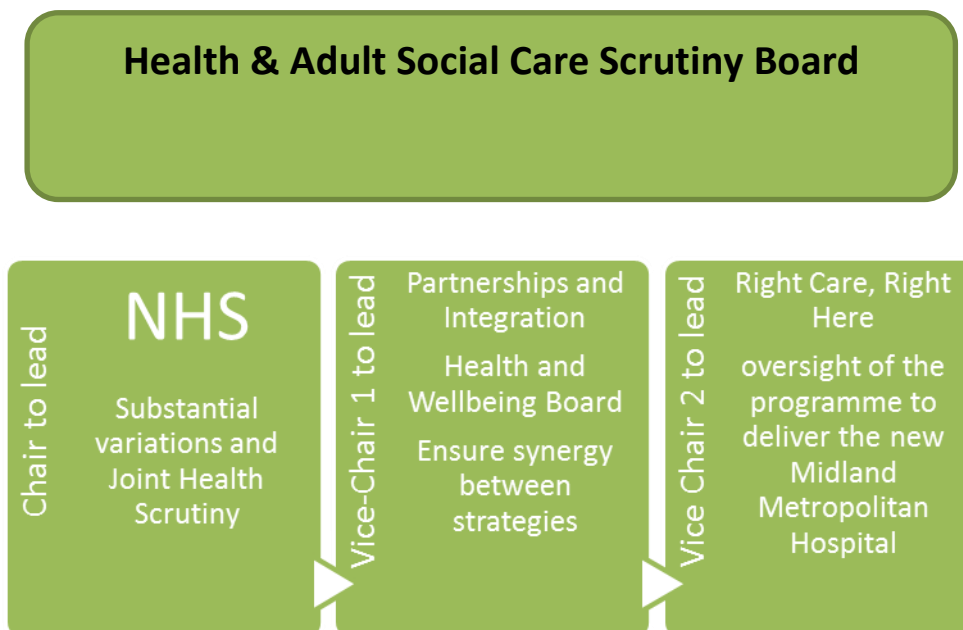 Health & Adult Social Care Scrutiny Board
Chair to lead
NHS
Substantial
variations and
Joint Health
Scrutiny
Vice-Chair 1 to lead
Partnerships and
Integration
Health and
Wellbeing Board
Ensure synergy
between
strategies
Vice Chair 2 to lead
Right Care, Right
Here
oversight of the
programme to
deliver the new
Midland
Metropolitan
Hospital